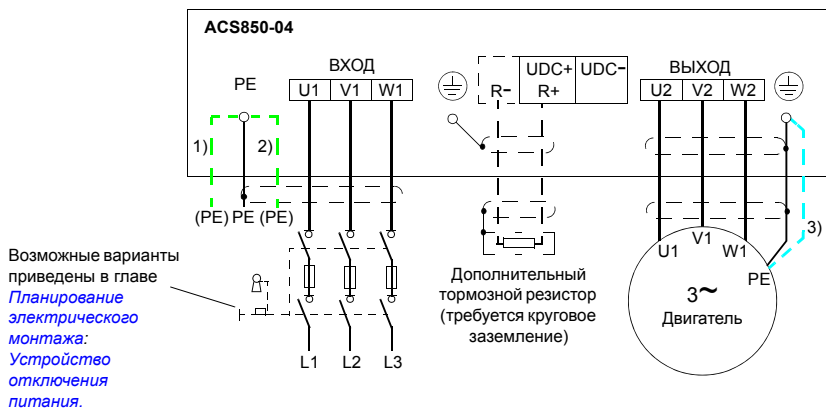 ACS850-04
ВХОД
ВЫХОД
PE
U1 V1 W1
R− UDC+ R+ UDC−
U2 V2 W2
1) 2)
(PE) PE (PE)
3)
U1 V1 W1
PE
3~
Двигатель
Возможные варианты
приведены в главе
Планирование
электрического
монтажа:
Устройство
отключения
питания.
L1 L2 L3
Дополнительный
тормозной резистор
(требуется круговое
заземление)